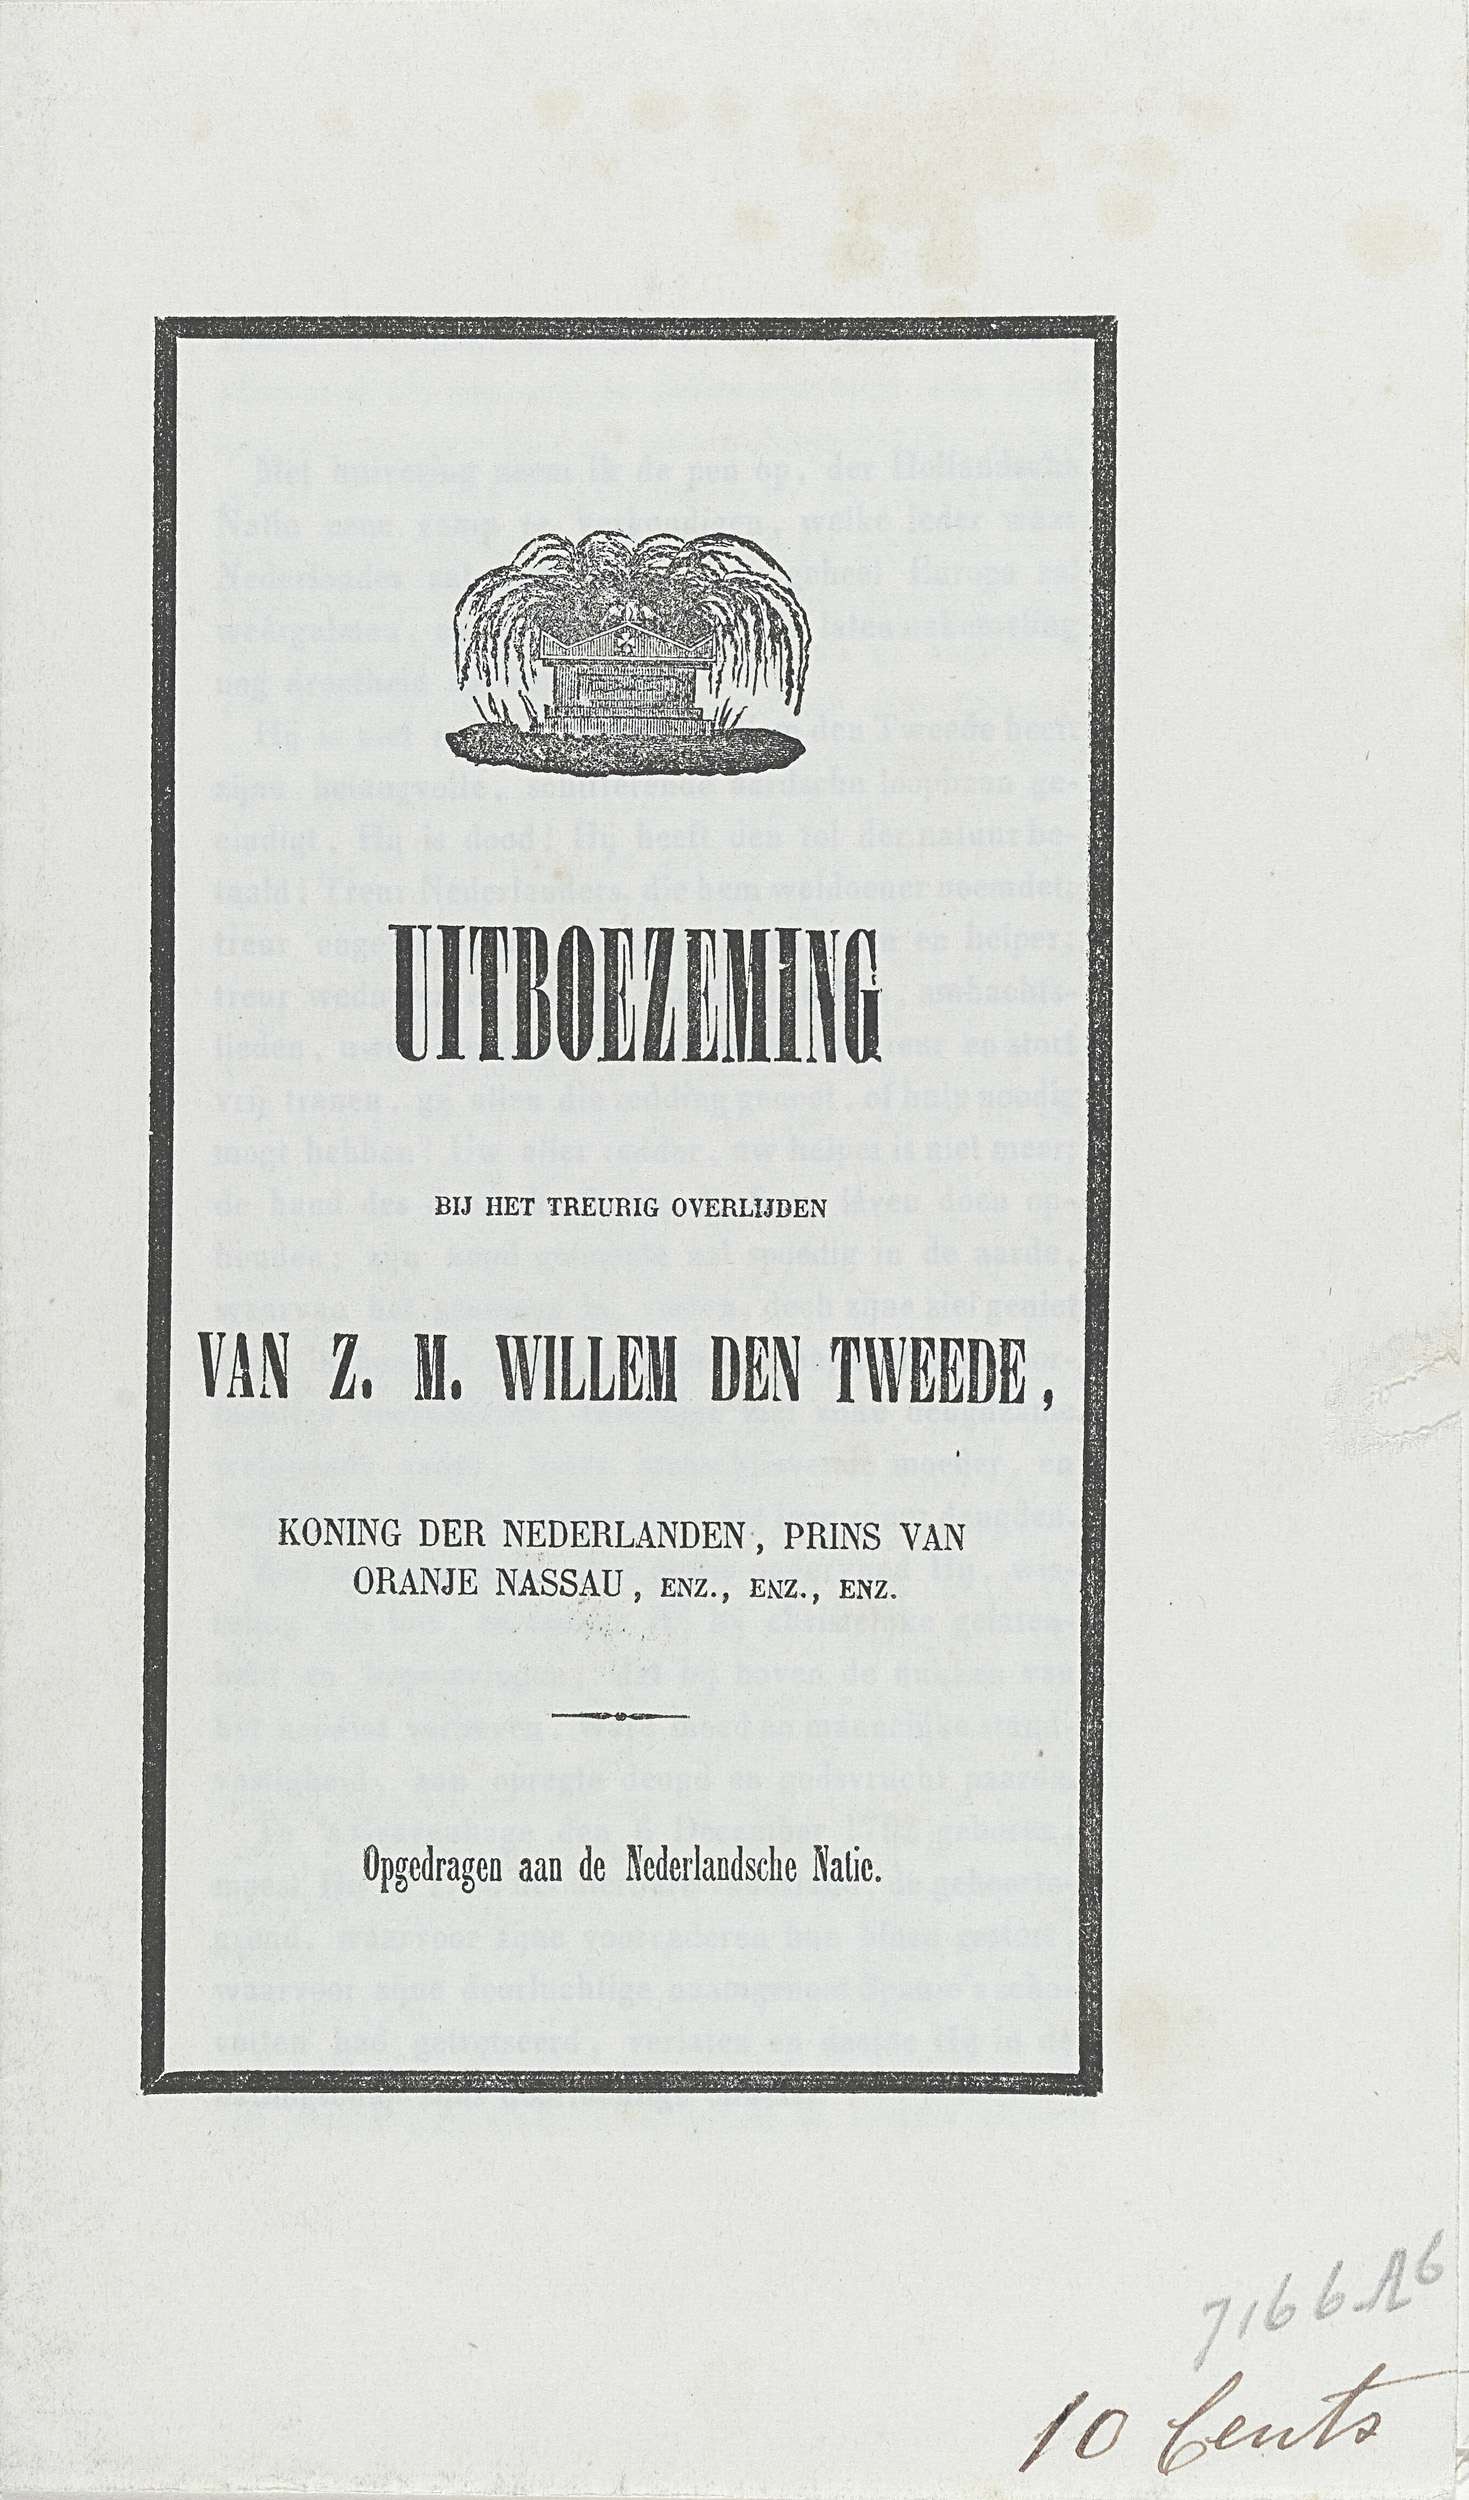 UITBOEZEMING
BIJ HET TREURIG OVERLIJDEN
VAN Z. M. WILLEM DEN TWEEDE,
KONING DER NEDERLANDEN, PRINS VAN
ORANJE NASSAU, ENZ., ENZ., ENZ.
Opgedragen aan de Nederlandsche Natie.
7166 A6
10 Cents